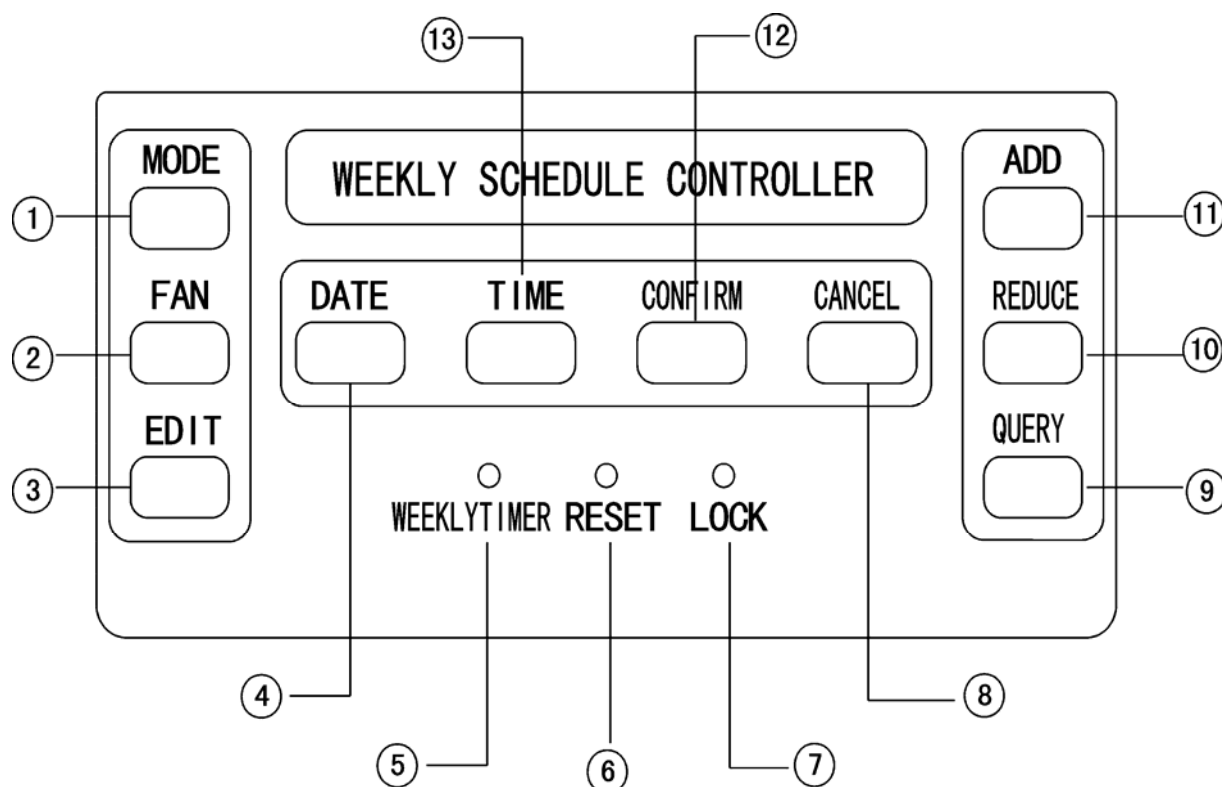 13 12
MODE
WEEKLY SCHEDULE CONTROLLER
ADD
1
11
FAN
DATE TIME CONFIRM CANCEL
REDUCE
2
10
EDIT
QUERY
3
9
WEEKLYTIMER RESET LOCK
4
8
5 6 7